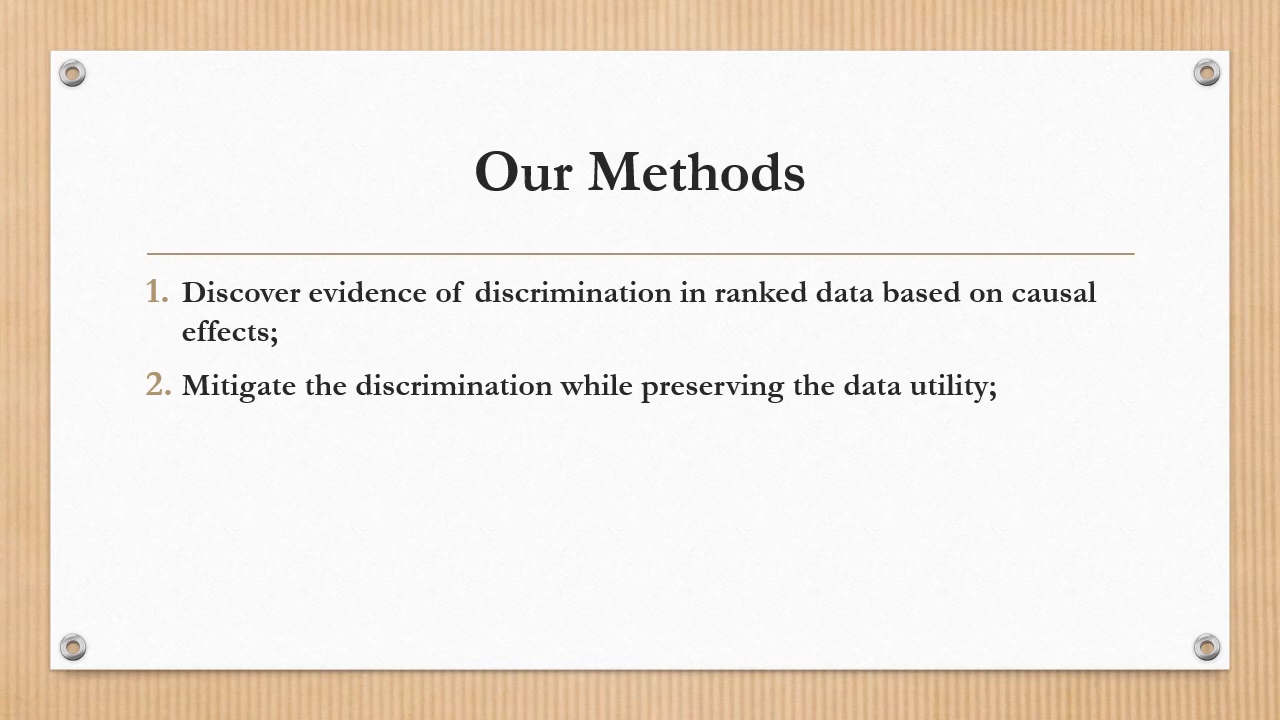 Our Methods
1. Discover evidence of discrimination in ranked data based on causal
effects;
2. Mitigate the discrimination while preserving the data utility;